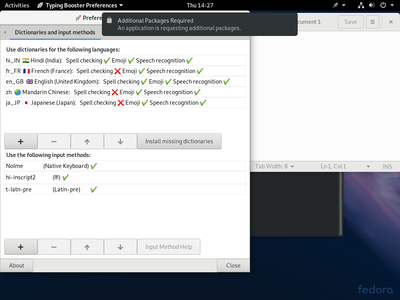 Activities Typing Booster Preferences Thu 14:27
Additional Packages Required
An application is requesting additional packages.
Dictionaries and input methods
cument 1 Save
Use dictionaries for the following languages:
hi_IN 🇮🇳 Hindi (India): Spell checking ✔ Emoji ✔ Speech recognition ✔
fr_FR 🇫🇷 French (France): Spell checking ❌ Emoji ✔ Speech recognition ✔
en_GB 🇬🇧 English (United Kingdom): Spell checking ✔ Emoji ✔ Speech recognition ✔
zh 🌏 Mandarin Chinese: Spell checking ❌ Emoji ✔ Speech recognition ✔
ja_JP 🇯🇵 Japanese (Japan): Spell checking ❌ Emoji ✔ Speech recognition ✔
Install missing dictionaries
Use the following input methods:
NoIme (Native Keyboard) ✔
hi-inscript2 ✔
t-latn-pre (Latin-pre) ✔
Input Method Help
About Close
Tab Width: 8 Ln 1, Col 1 INS
fedora